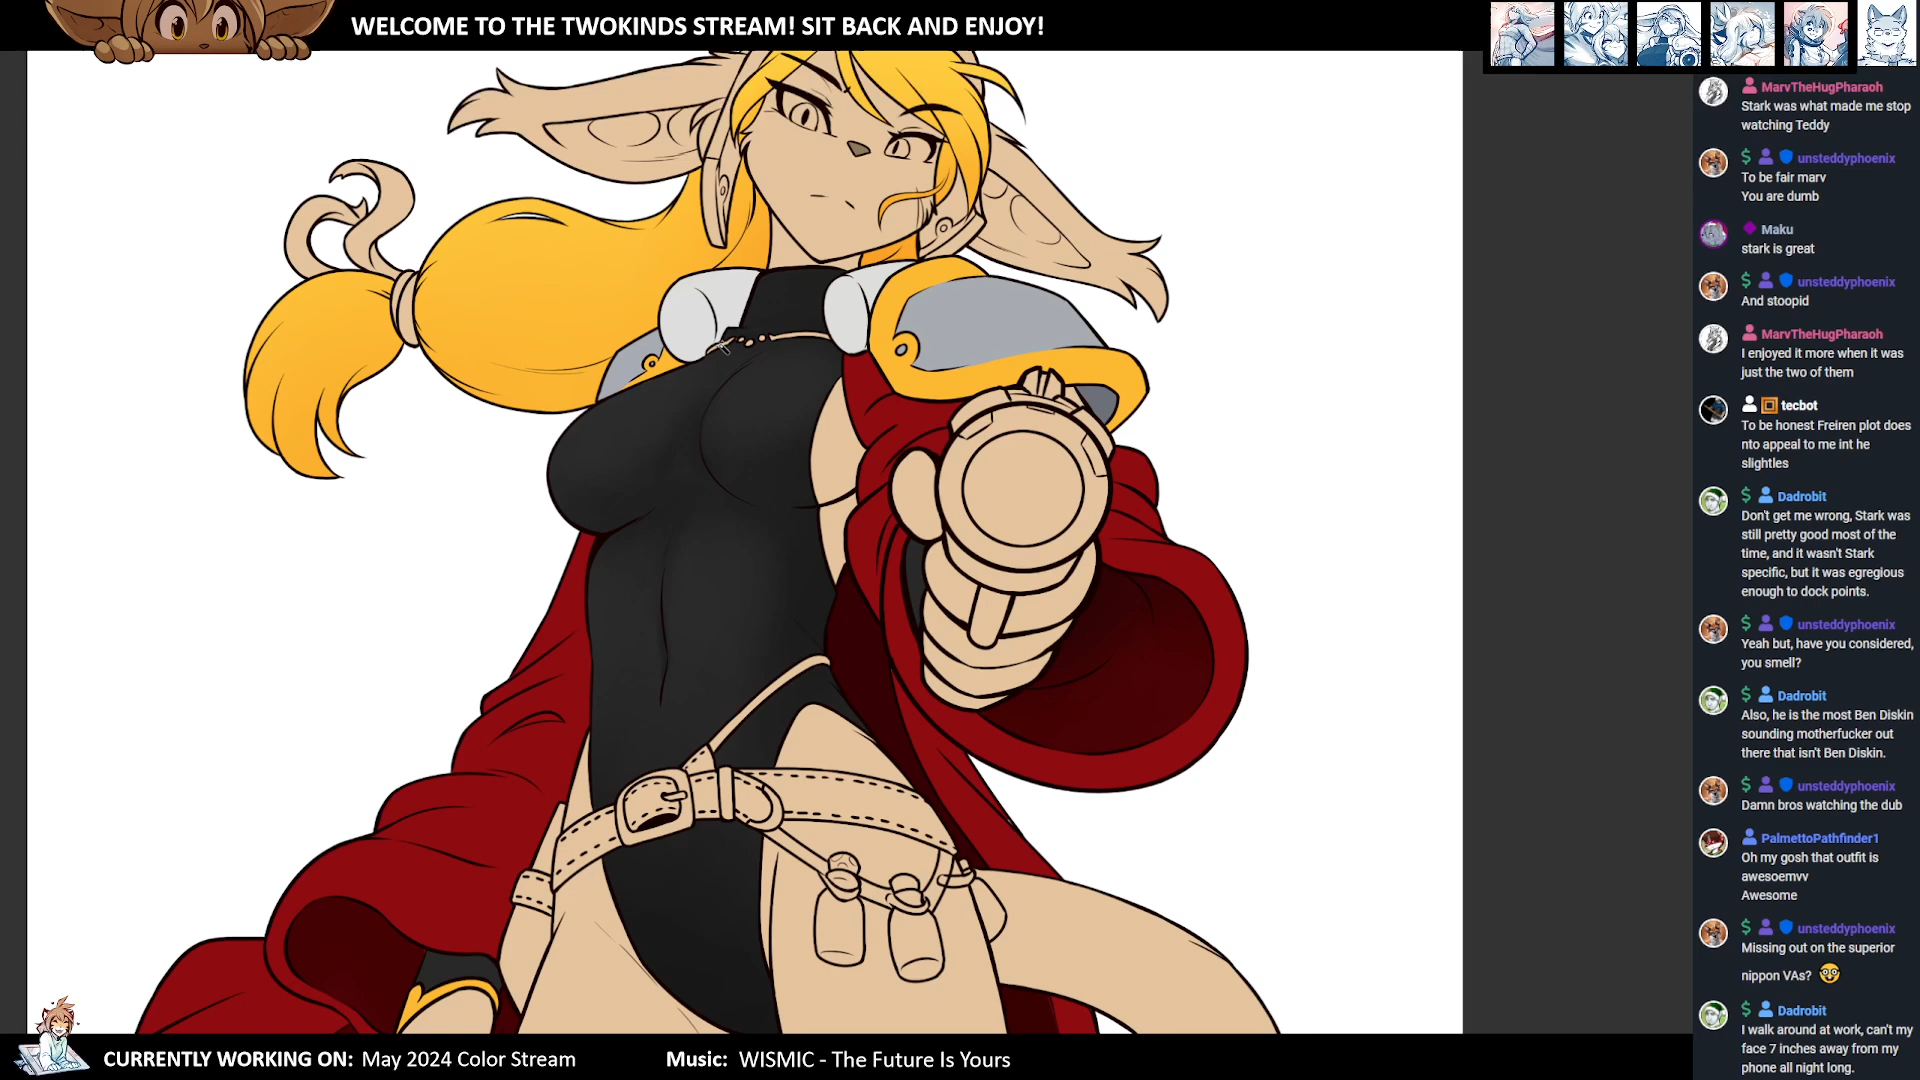 WELCOME TO THE TWOKINDS STREAM! SIT BACK AND ENJOY!
MarvTheHugPharaoh
Stark was what made me stop
watching Teddy
unsteddyphoenix
To be fair marv
You are dumb
Maku
stark is great
unsteddyphoenix
And stoopid
MarvTheHugPharaoh
I enjoyed it more when it was
just the two of them
tecbot
To be honest Freiren plot does
nto appeal to me int he
slightles
Dadrobit
Don't get me wrong, Stark was
still pretty good most of the
time, and it wasn't Stark
specific, but it was egregious
enough to dock points.
unsteddyphoenix
Yeah but, have you considered,
you smell?
Dadrobit
Also, he is the most Ben Diskin
sounding motherfucker out
there that isn't Ben Diskin.
unsteddyphoenix
Damn bros watching the dub
PalmettoPathfinder1
Oh my gosh that outfit is
awesoemvv
Awesome
unsteddyphoenix
Missing out on the superior
nippon VAs?
Dadrobit
I walk around at work, can't my
face 7 inches away from my
phone all night long.
CURRENTLY WORKING ON: May 2024 Color Stream
Music: WISMIC - The Future Is Yours